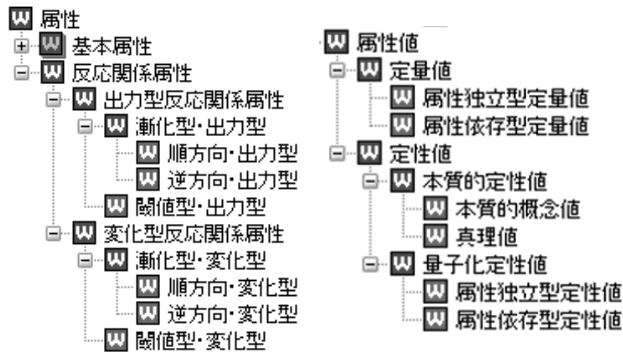 属性
基本属性
反応関係属性
出力型反応関係属性
漸化型・出力型
順方向・出力型
逆方向・出力型
閾値型・出力型
変化型反応関係属性
漸化型・変化型
順方向・変化型
逆方向・変化型
閾値型・変化型
属性値
定量値
属性独立型定量値
属性依存型定量値
定性値
本質的定性値
本質的概念値
真理値
量子化定性値
属性独立型定性値
属性依存型定性値